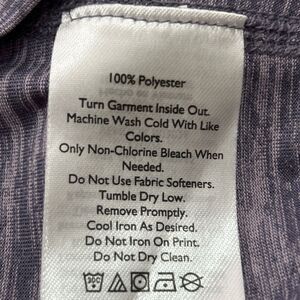 100% Polyester
Turn Garment Inside Out.
Machine Wash Cold With Like
Colors.
Only Non-Chlorine Bleach When
Needed.
Do Not Use Fabric Softeners.
Tumble Dry Low.
Remove Promptly.
Cool Iron As Desired.
Do Not Iron On Print.
Do Not Dry Clean.